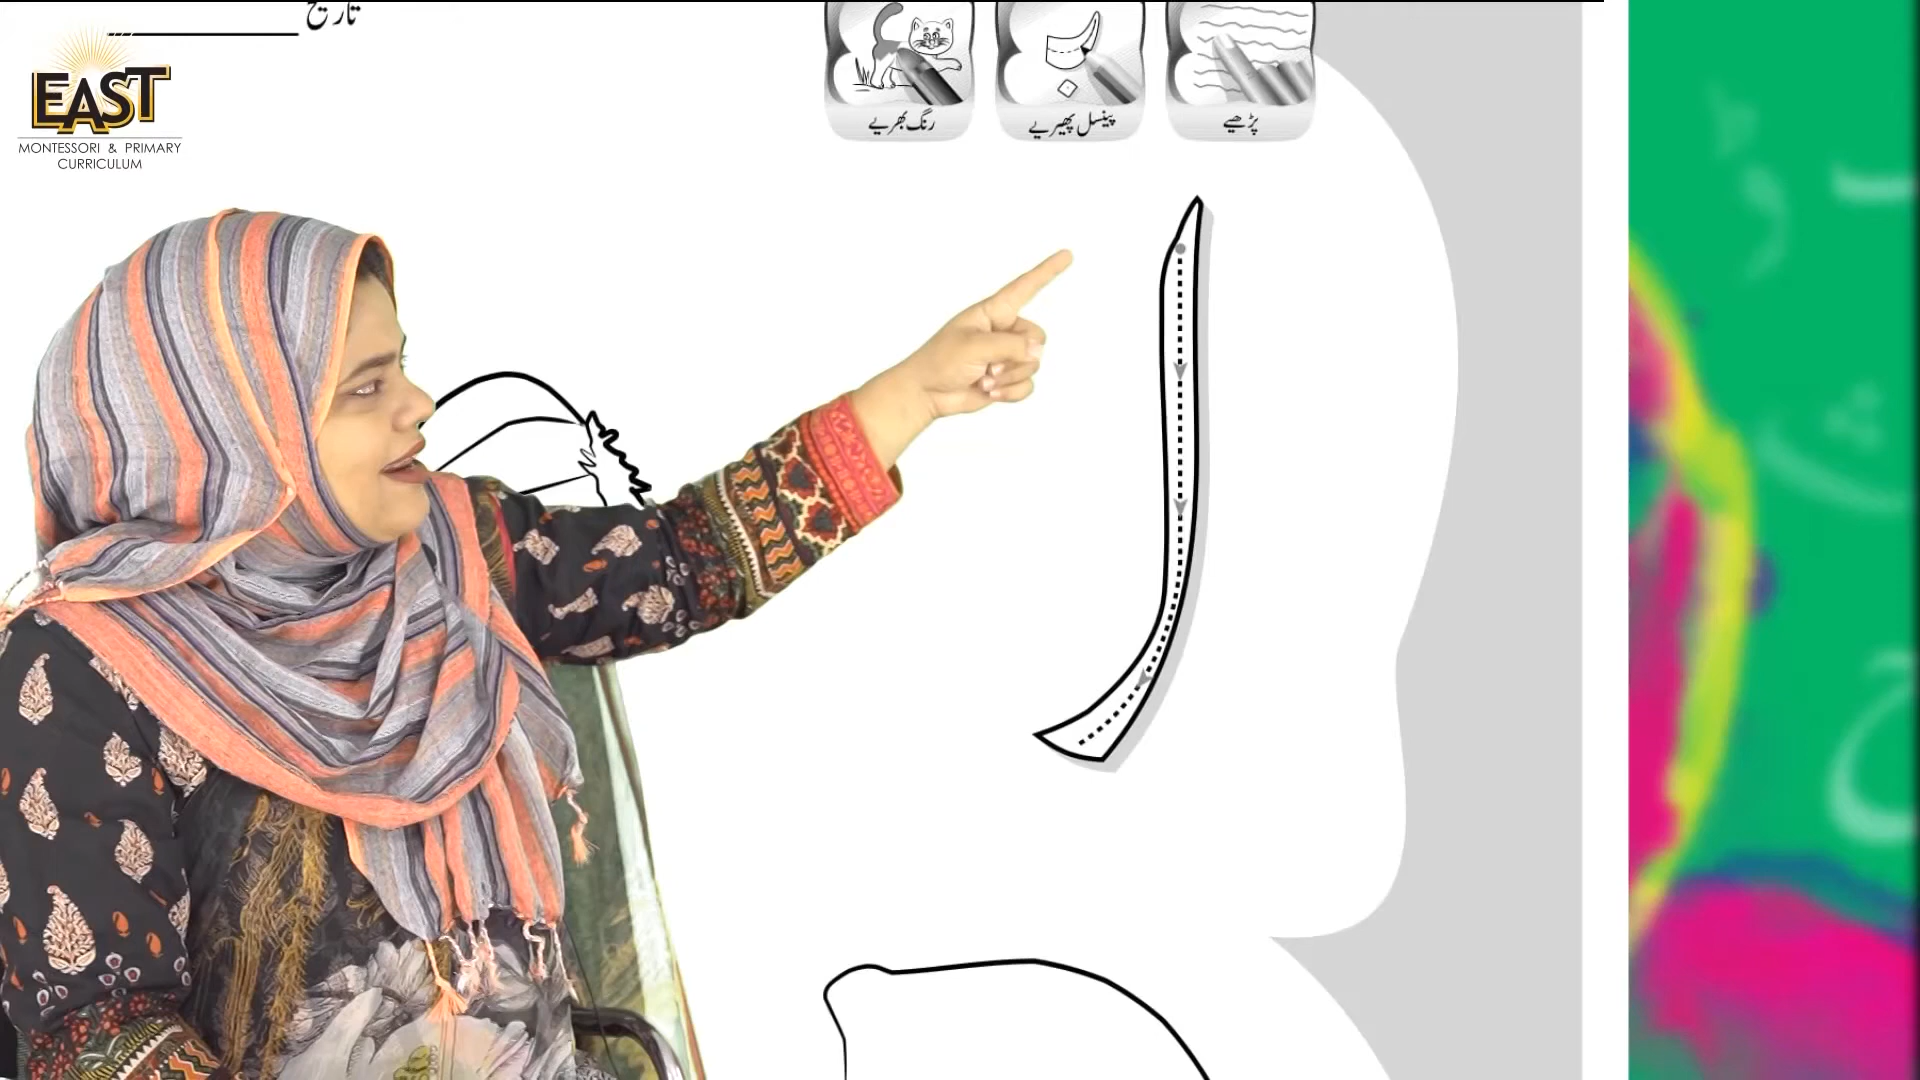 تاریخ
EAST
MONTESSORI & PRIMARY
CURRICULUM
پڑھیے
پینسل پھیریے
رنگ بھریے
ب
ث
ح